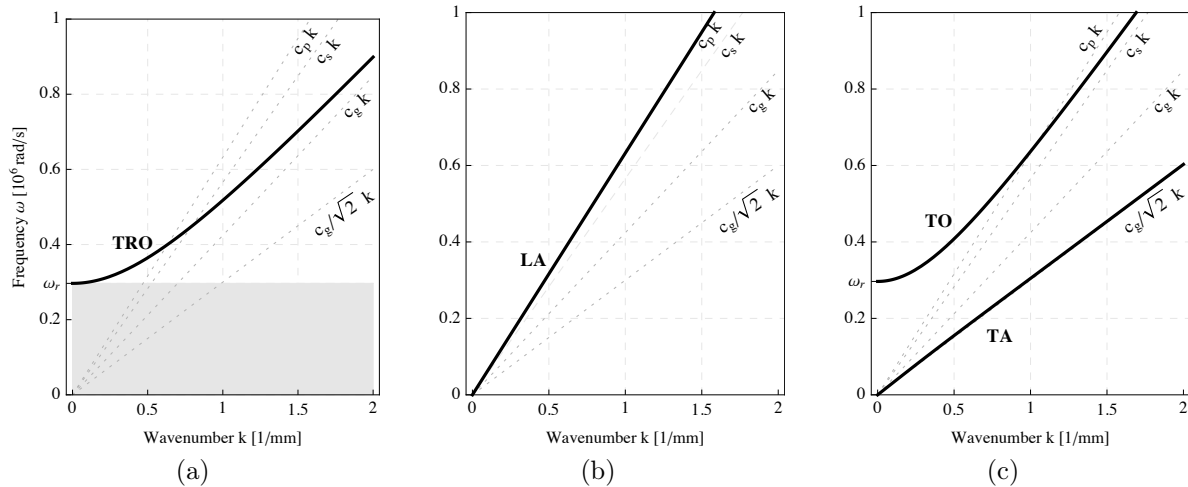 1
0.8
0.6
0.4
ω_r
0.2
0
Frequency ω [10⁶ rad/s]
c_p k
c_s k
c_g k
c_g/√2 k
TRO
0 0.5 1 1.5 2
Wavenumber k [1/mm]
(a)
1
0.8
0.6
0.4
0.2
0
c_p k
c_s k
c_g k
c_g/√2 k
LA
0 0.5 1 1.5 2
Wavenumber k [1/mm]
(b)
1
0.8
0.6
0.4
ω_r
0.2
0
c_p k
c_s k
c_g k
c_g/√2 k
TO
TA
0 0.5 1 1.5 2
Wavenumber k [1/mm]
(c)